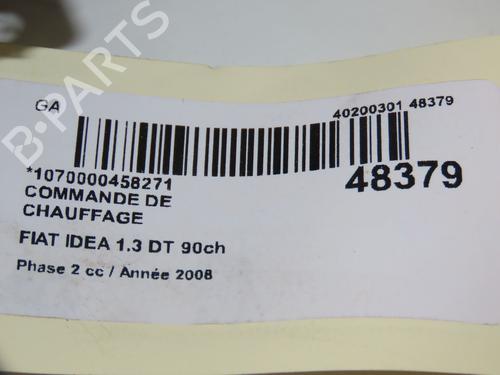 GA
40200301 48379
*1070000458271
48379
COMMANDE DE
CHAUFFAGE
FIAT IDEA 1.3 DT 90ch
Phase 2 cc / Année 2008
B-PARTS